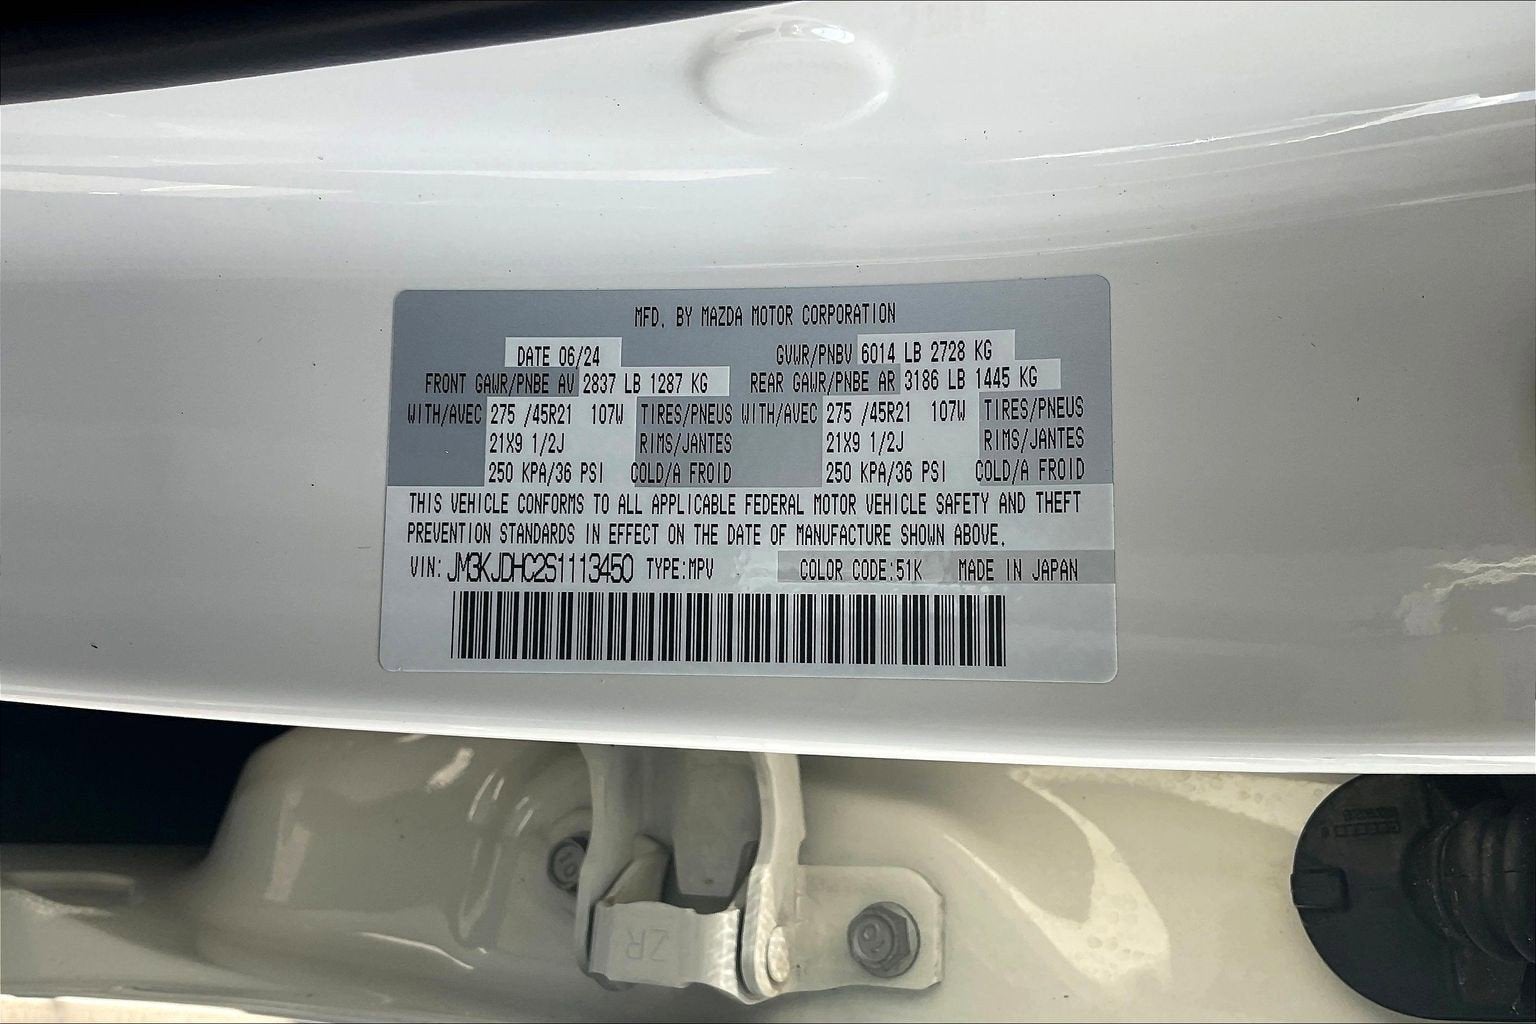 MFD. BY MAZDA MOTOR CORPORATION
DATE 06/24 GVWR/PNBV 6014 LB 2728 KG
FRONT GAWR/PNBE AV 2837 LB 1287 KG REAR GAWR/PNBE AR 3186 LB 1445 KG
WITH/AVEC 275 /45R21 107W TIRES/PNEUS WITH/AVEC 275 /45R21 107W TIRES/PNEUS
21X9 1/2J RIMS/JANTES 21X9 1/2J RIMS/JANTES
250 KPA/36 PSI COLD/A FROID 250 KPA/36 PSI COLD/A FROID
THIS VEHICLE CONFORMS TO ALL APPLICABLE FEDERAL MOTOR VEHICLE SAFETY AND THEFT
PREVENTION STANDARDS IN EFFECT ON THE DATE OF MANUFACTURE SHOWN ABOVE.
VIN: JM3KJDHC2S1113450 TYPE:MPV COLOR CODE:51K MADE IN JAPAN
ZR